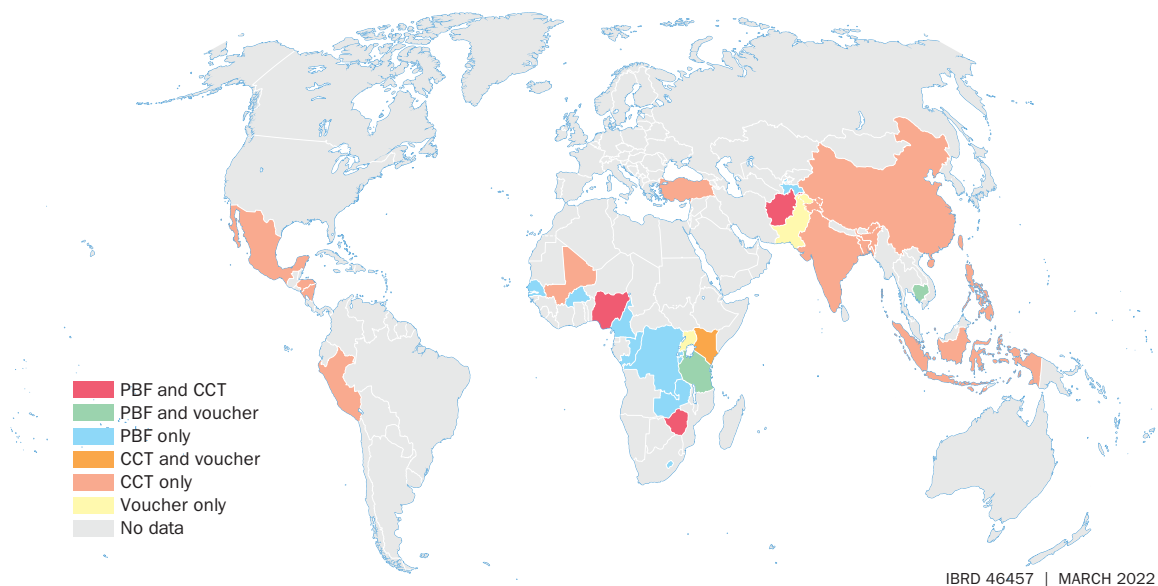 PBF and CCT
PBF and voucher
PBF only
CCT and voucher
CCT only
Voucher only
No data
IBRD 46457 | MARCH 2022